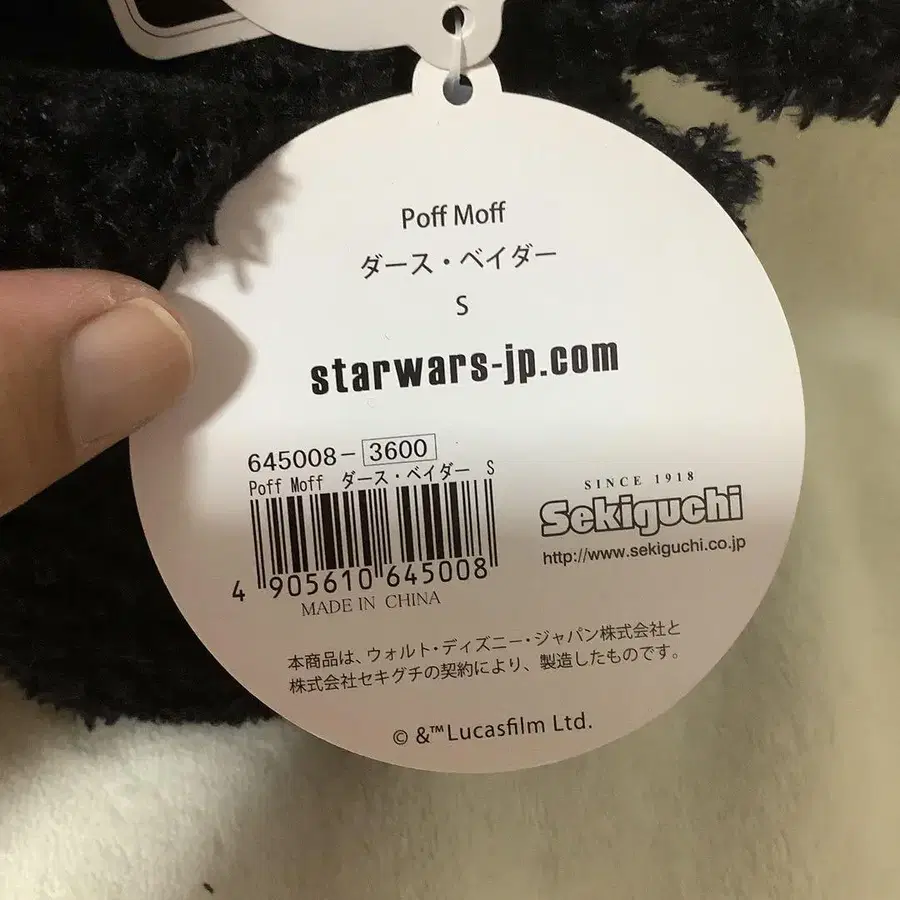 Poff Moff
ダース・ベイダー
S
starwars-jp.com
645008-3600
Poff Moff ダース・ベイダー S
4 905610 645008
MADE IN CHINA
SINCE 1918
Sekiguchi
http://www.sekiguchi.co.jp
本商品は、ウォルト・ディズニー・ジャパン株式会社と
株式会社セキグチの契約により、製造したものです。
© &™Lucasfilm Ltd.